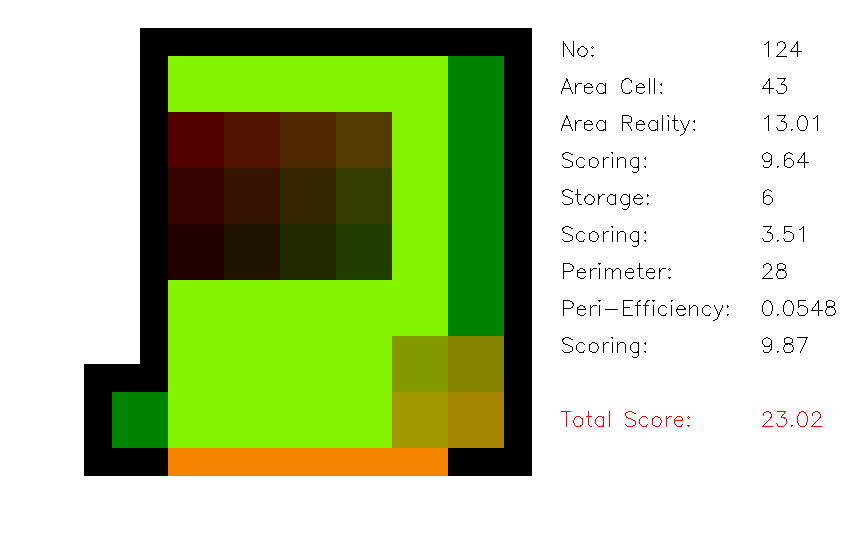 No: 124
Area Cell: 43
Area Reality: 13.01
Scoring: 9.64
Storage: 6
Scoring: 3.51
Perimeter: 28
Peri-Efficiency: 0.0548
Scoring: 9.87
Total Score: 23.02